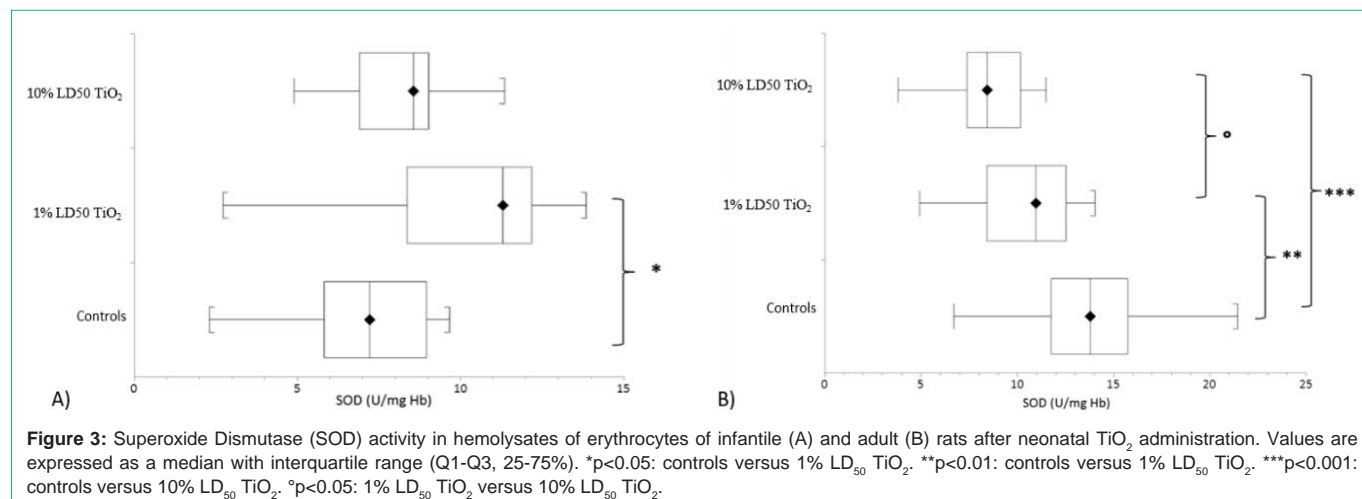 10% LD50 TiO₂
1% LD50 TiO₂
Controls
*
0 5 10 15
SOD (U/mg Hb)
A)
10% LD50 TiO₂
1% LD50 TiO₂
Controls
°
**
***
0 5 10 15 20 25
SOD (U/mg Hb)
B)
Figure 3: Superoxide Dismutase (SOD) activity in hemolysates of erythrocytes of infantile (A) and adult (B) rats after neonatal TiO₂ administration. Values are
expressed as a median with interquartile range (Q1-Q3, 25-75%). *p<0.05: controls versus 1% LD₅₀ TiO₂. **p<0.01: controls versus 1% LD₅₀ TiO₂. ***p<0.001:
controls versus 10% LD₅₀ TiO₂. °p<0.05: 1% LD₅₀ TiO₂ versus 10% LD₅₀ TiO₂.